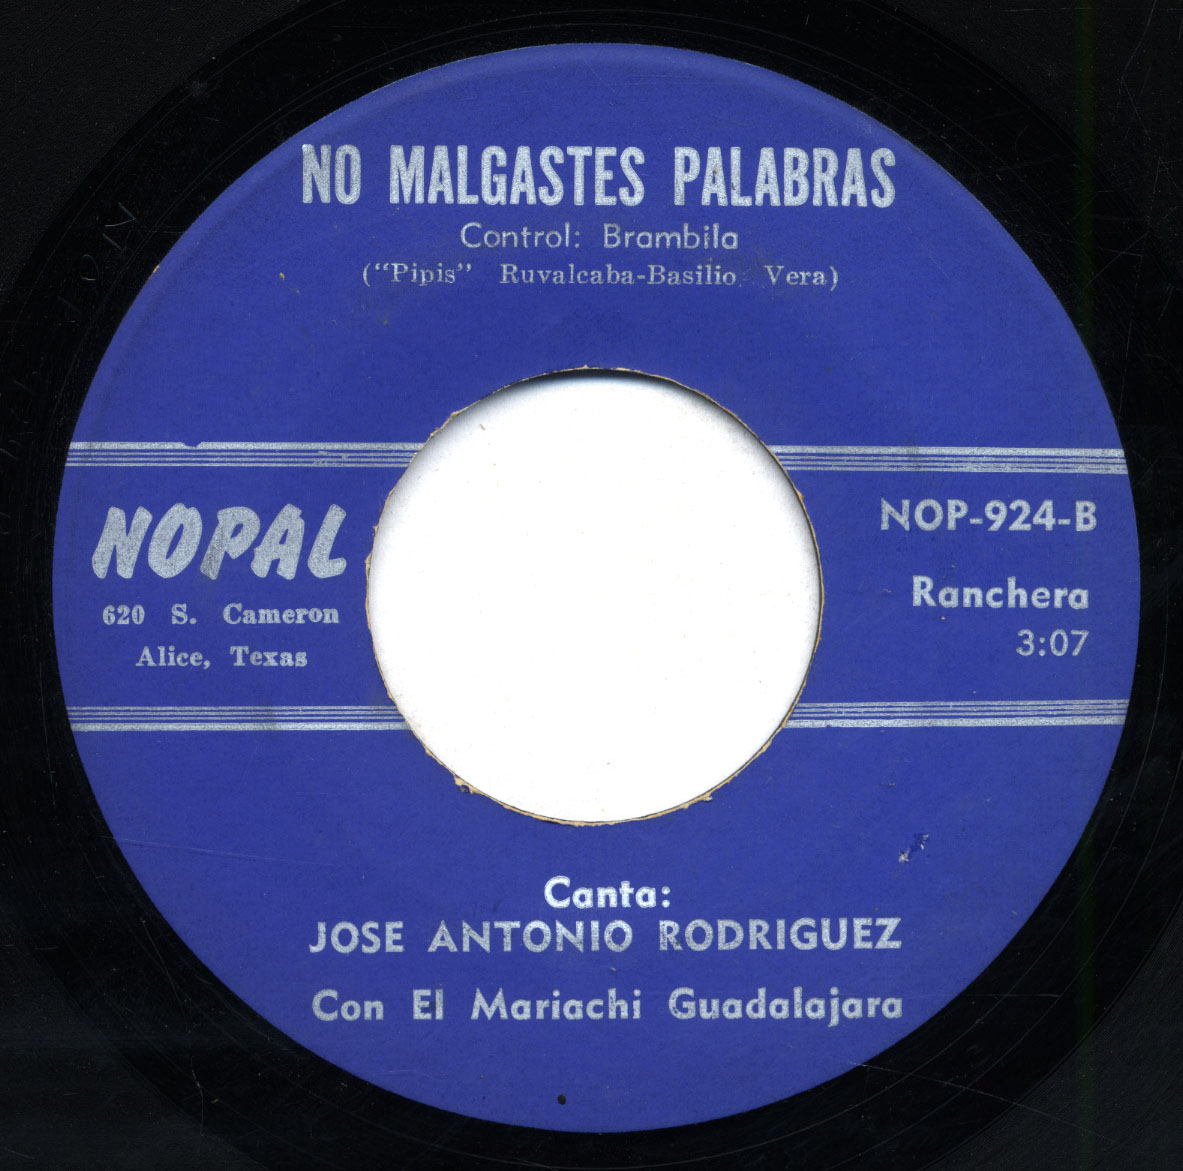 NO MALGASTES PALABRAS
Control: Brambila
("Pipis" Ruvalcaba-Basilio Vera)
NOPAL
620 S. Cameron
Alice, Texas
NOP-924-B
Ranchera
3:07
Canta:
JOSE ANTONIO RODRIGUEZ
Con El Mariachi Guadalajara